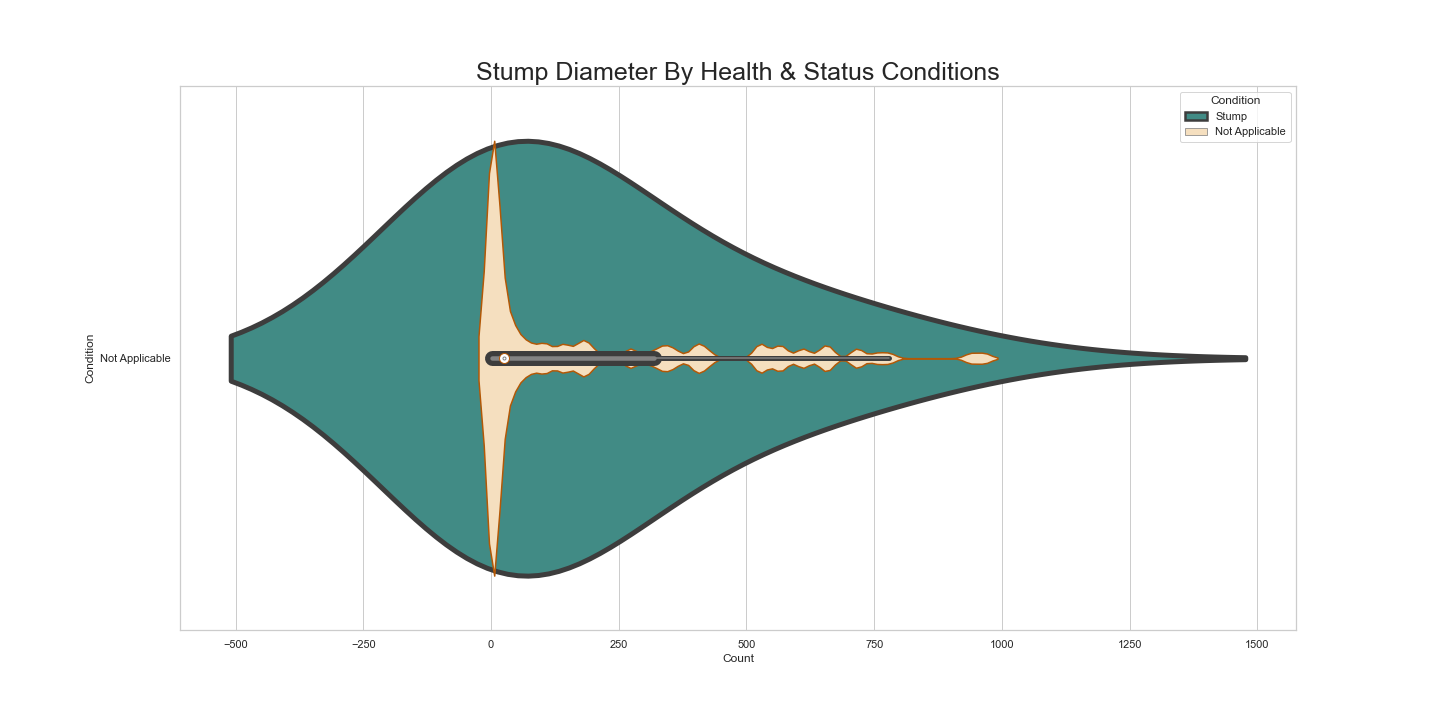 Stump Diameter By Health & Status Conditions
Condition
Stump
Not Applicable
Condition
Not Applicable
−500 −250 0 250 500 750 1000 1250 1500
Count